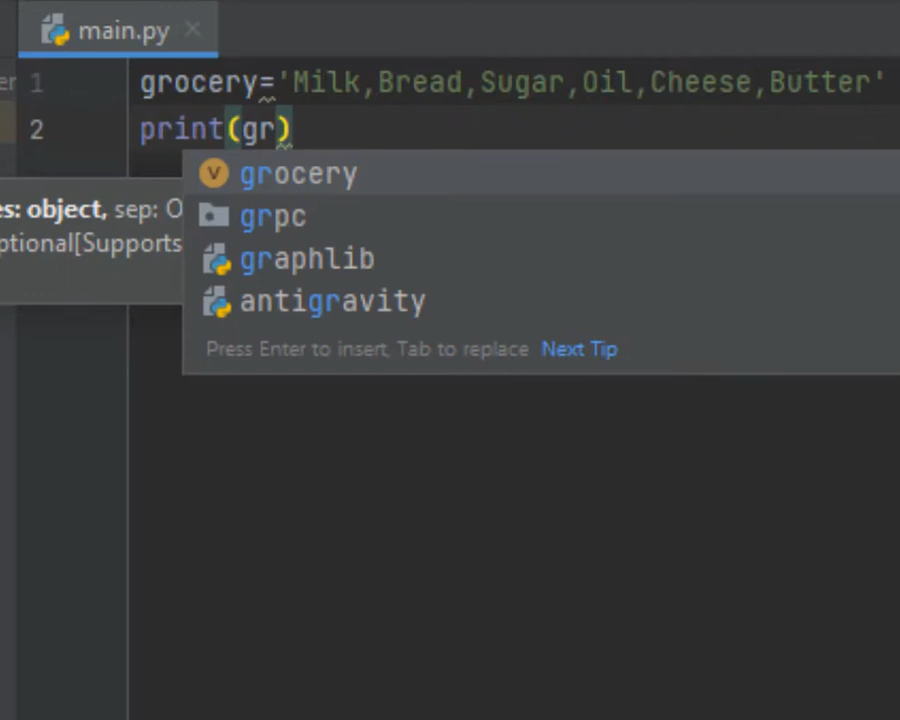 main.py
er 1 grocery='Milk,Bread,Sugar,Oil,Cheese,Butter'
2 print(gr)
grocery
es: object, sep: O
grpc
ptional[Supports
graphlib
antigravity
Press Enter to insert, Tab to replace Next Tip